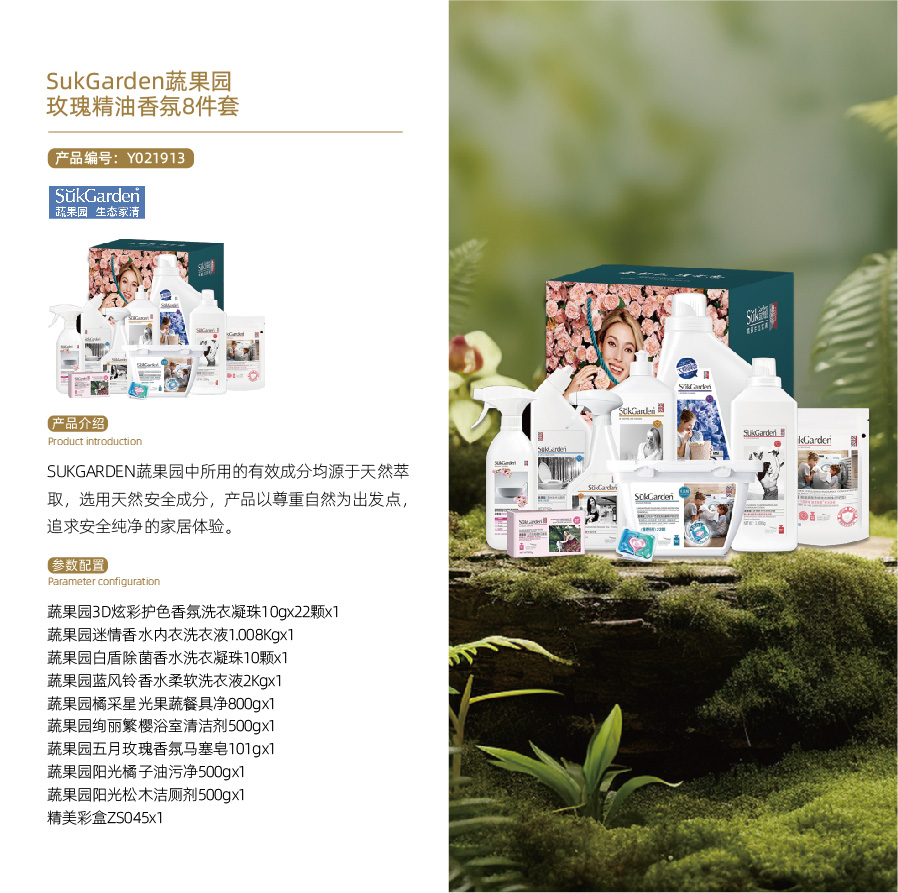 SukGarden蔬果园
玫瑰精油香氛8件套
产品编号：Y021913
SukGarden
蔬果园 生态家清
产品介绍
Product introduction
SUKGARDEN蔬果园中所用的有效成分均源于天然萃
取，选用天然安全成分，产品以尊重自然为出发点，
追求安全纯净的家居体验。
参数配置
Parameter configuration
蔬果园3D炫彩护色香氛洗衣凝珠10gx22颗x1
蔬果园迷情香水内衣洗衣液1.008Kgx1
蔬果园白盾除菌香水洗衣凝珠10颗x1
蔬果园蓝风铃香水柔软洗衣液2Kgx1
蔬果园橘采星光果蔬餐具净800gx1
蔬果园绚丽繁樱浴室清洁剂500gx1
蔬果园五月玫瑰香氛马塞皂101gx1
蔬果园阳光橘子油污净500gx1
蔬果园阳光松木洁厕剂500gx1
精美彩盒ZS045x1
SukGarden
SukGarden
SukGarden
SukGarden
SukGarden
SukGarden
SukGarden